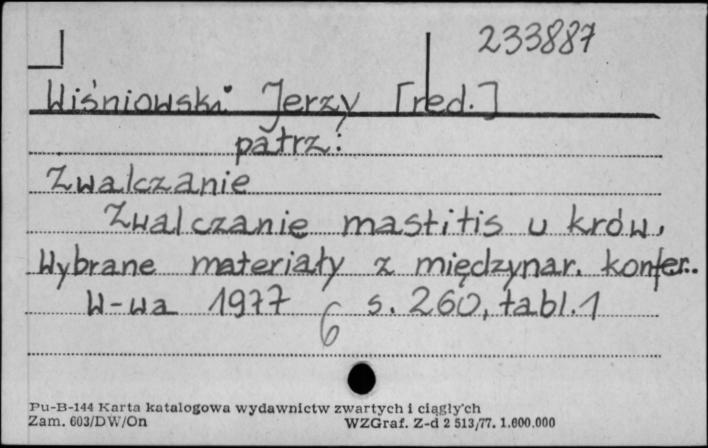 233887
Wiśniowski Jerzy [red.]
patrz:
Zwalczanie
Zwalczanie mastitis u krów.
Wybrane materiały z międzynar. konfer..
W-wa 1977 s. 260, tabl. 1
6
Pu-B-144 Karta katalogowa wydawnictw zwartych i ciągłych
Zam. 603/DW/On WZGraf. Z-d 2 513/77. 1.600.000